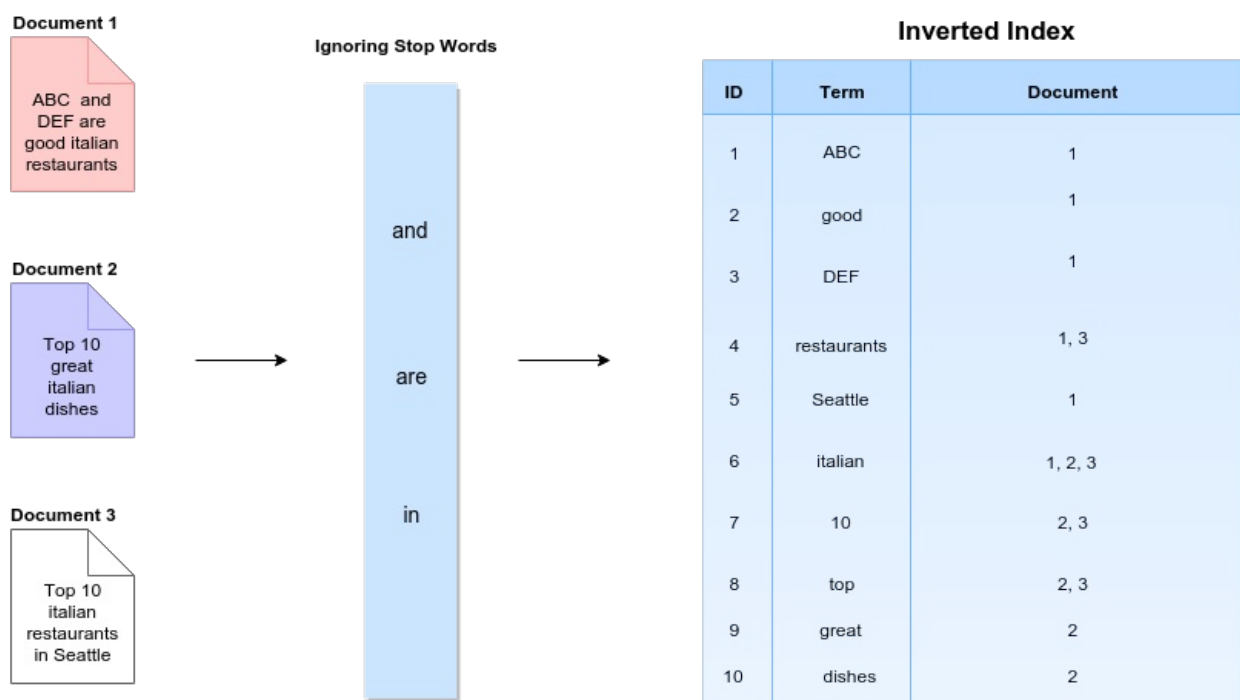 Document 1
ABC and
DEF are
good italian
restaurants
Document 2
Top 10
great
italian
dishes
Document 3
Top 10
italian
restaurants
in Seattle
Ignoring Stop Words
and
are
in
Inverted Index
ID Term Document
1 ABC 1
2 good 1
3 DEF 1
4 restaurants 1, 3
5 Seattle 1
6 italian 1, 2, 3
7 10 2, 3
8 top 2, 3
9 great 2
10 dishes 2